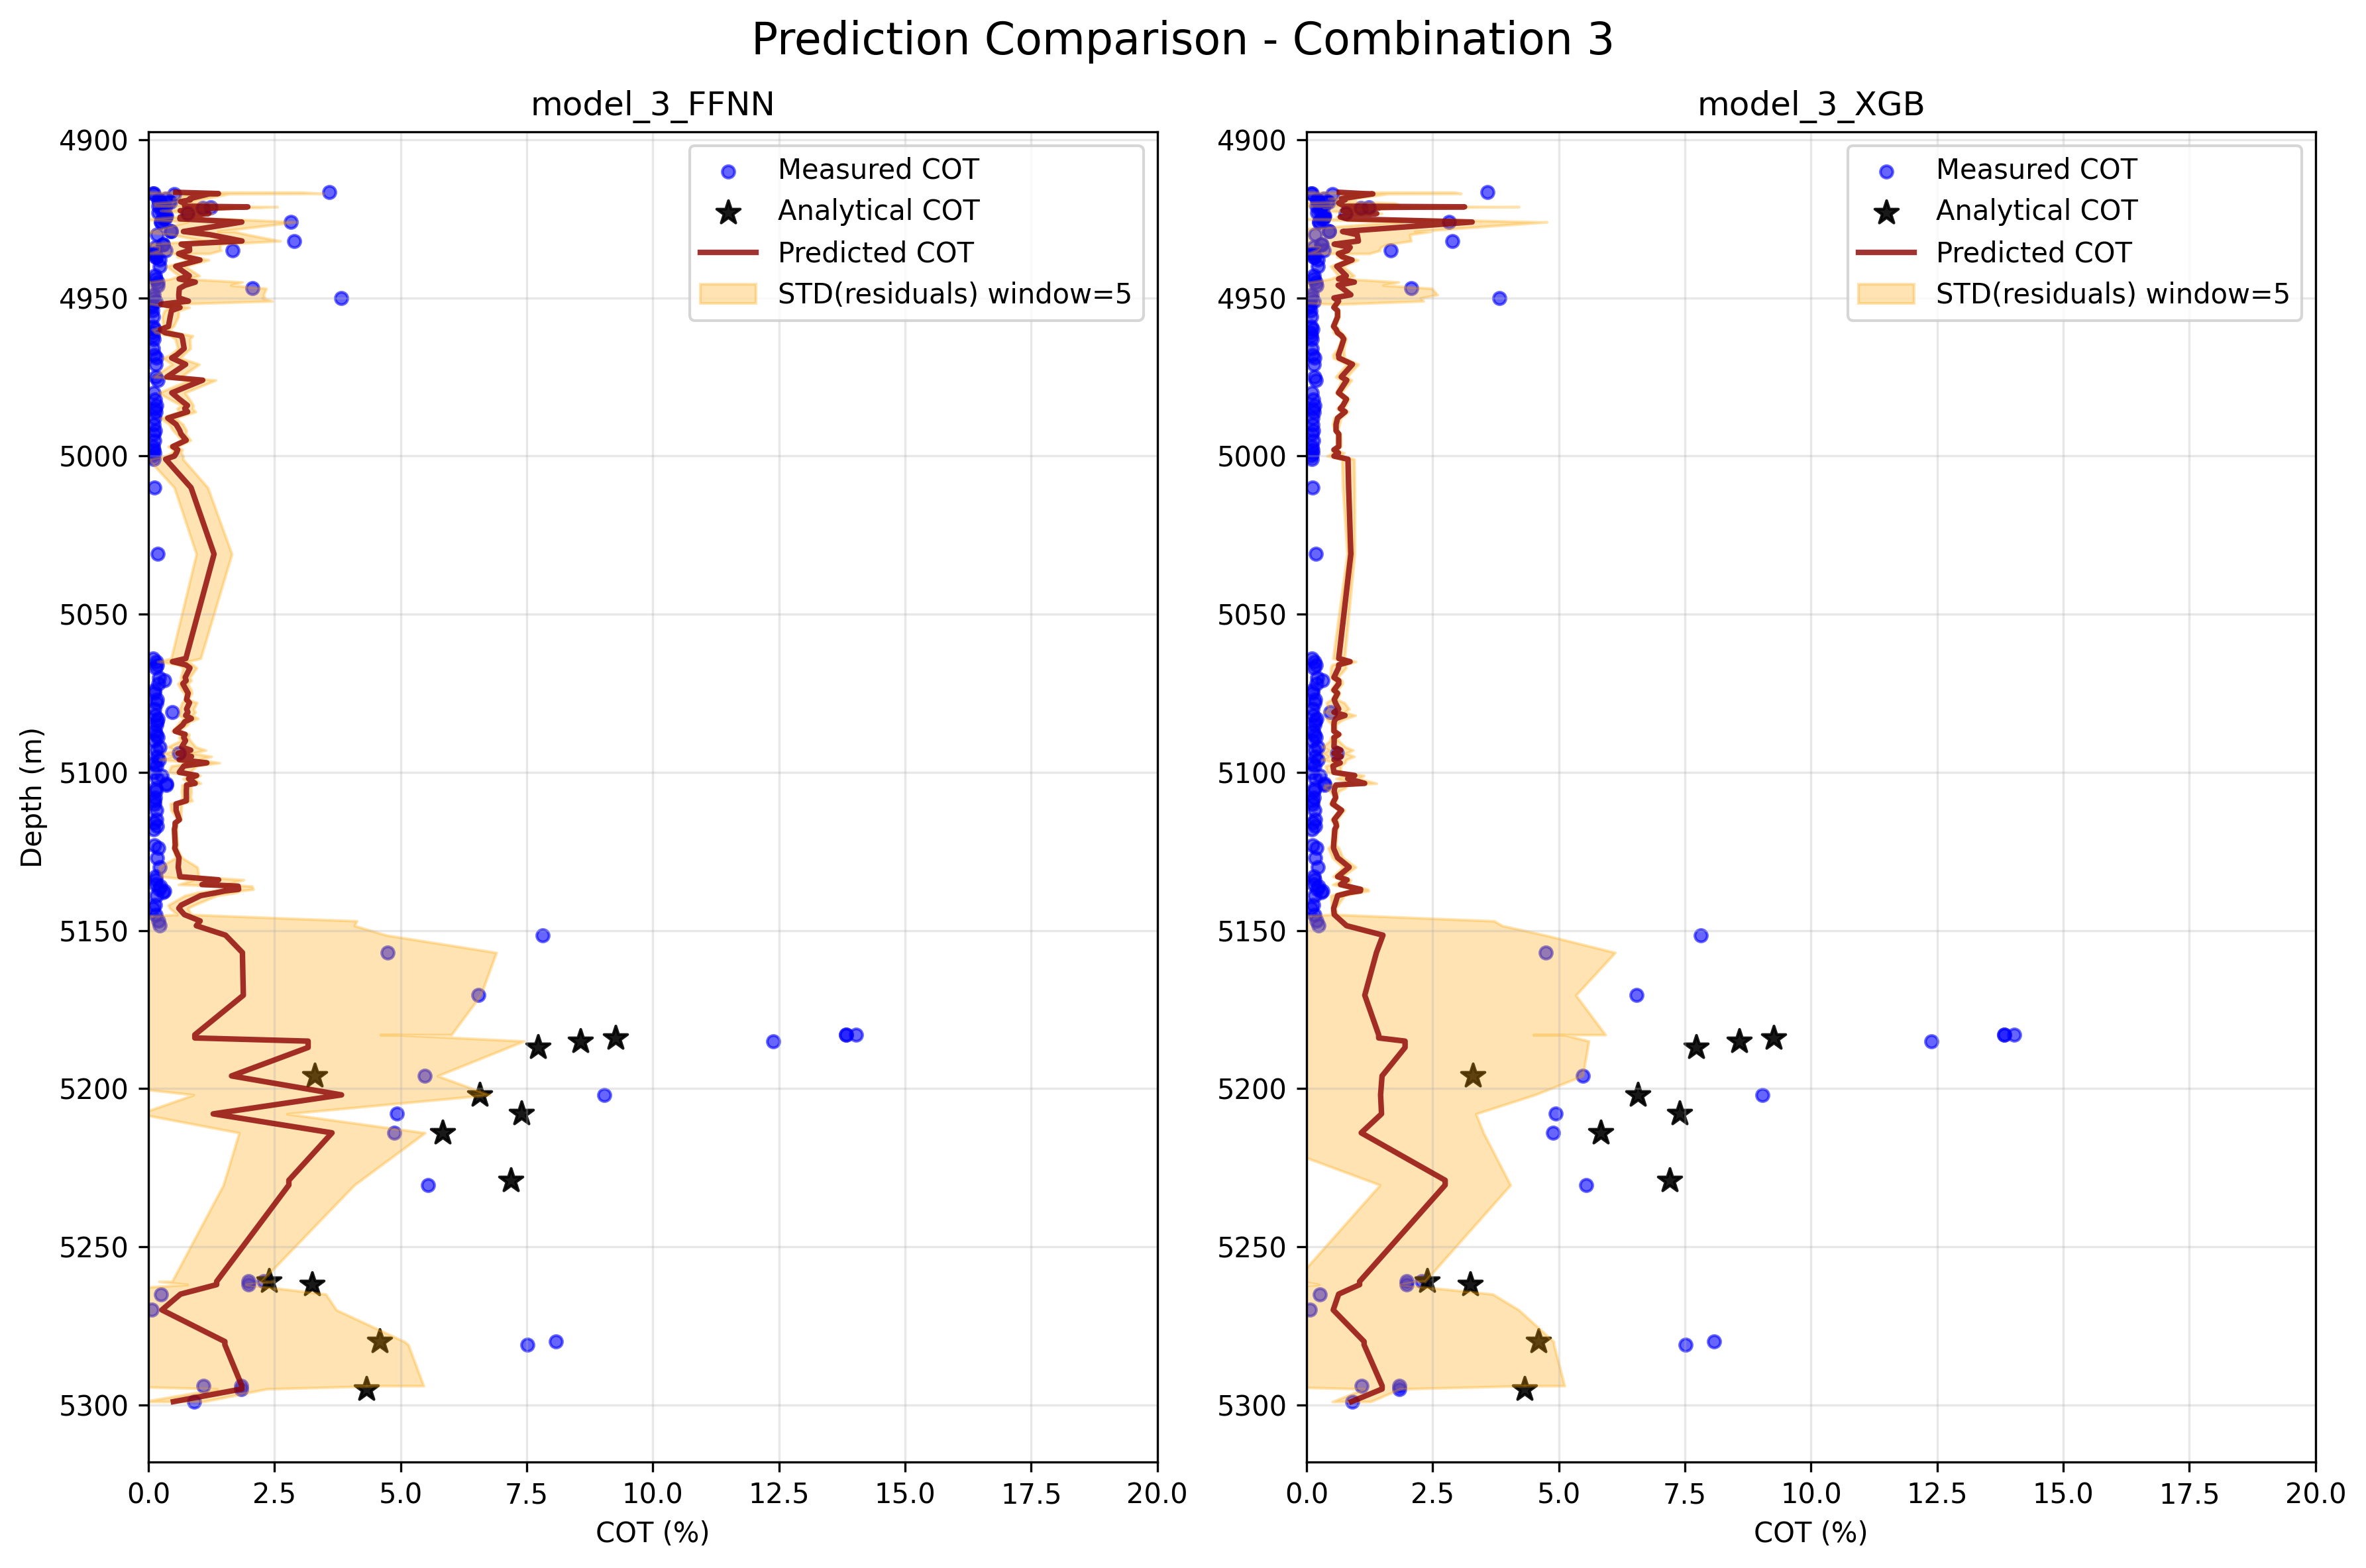 Prediction Comparison - Combination 3
model_3_FFNN
Measured COT
Analytical COT
Predicted COT
STD(residuals) window=5
4900
4950
5000
5050
5100
5150
5200
5250
5300
Depth (m)
0.0 2.5 5.0 7.5 10.0 12.5 15.0 17.5 20.0
COT (%)
model_3_XGB
Measured COT
Analytical COT
Predicted COT
STD(residuals) window=5
4900
4950
5000
5050
5100
5150
5200
5250
5300
0.0 2.5 5.0 7.5 10.0 12.5 15.0 17.5 20.0
COT (%)